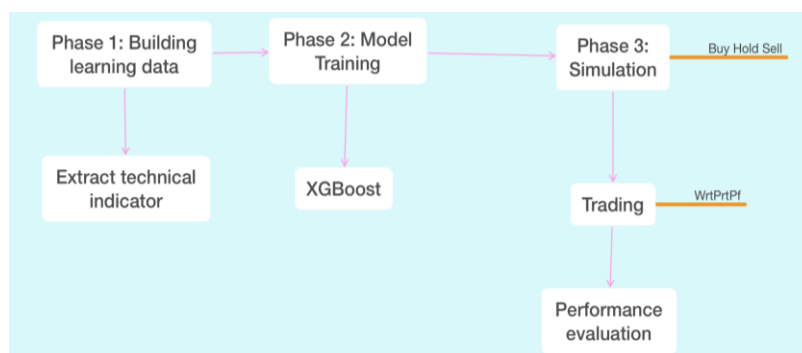 Phase 1: Building
learning data
Phase 2: Model
Training
Phase 3:
Simulation
Buy Hold Sell
Extract technical
indicator
XGBoost
Trading
WrtPrtPf
Performance
evaluation